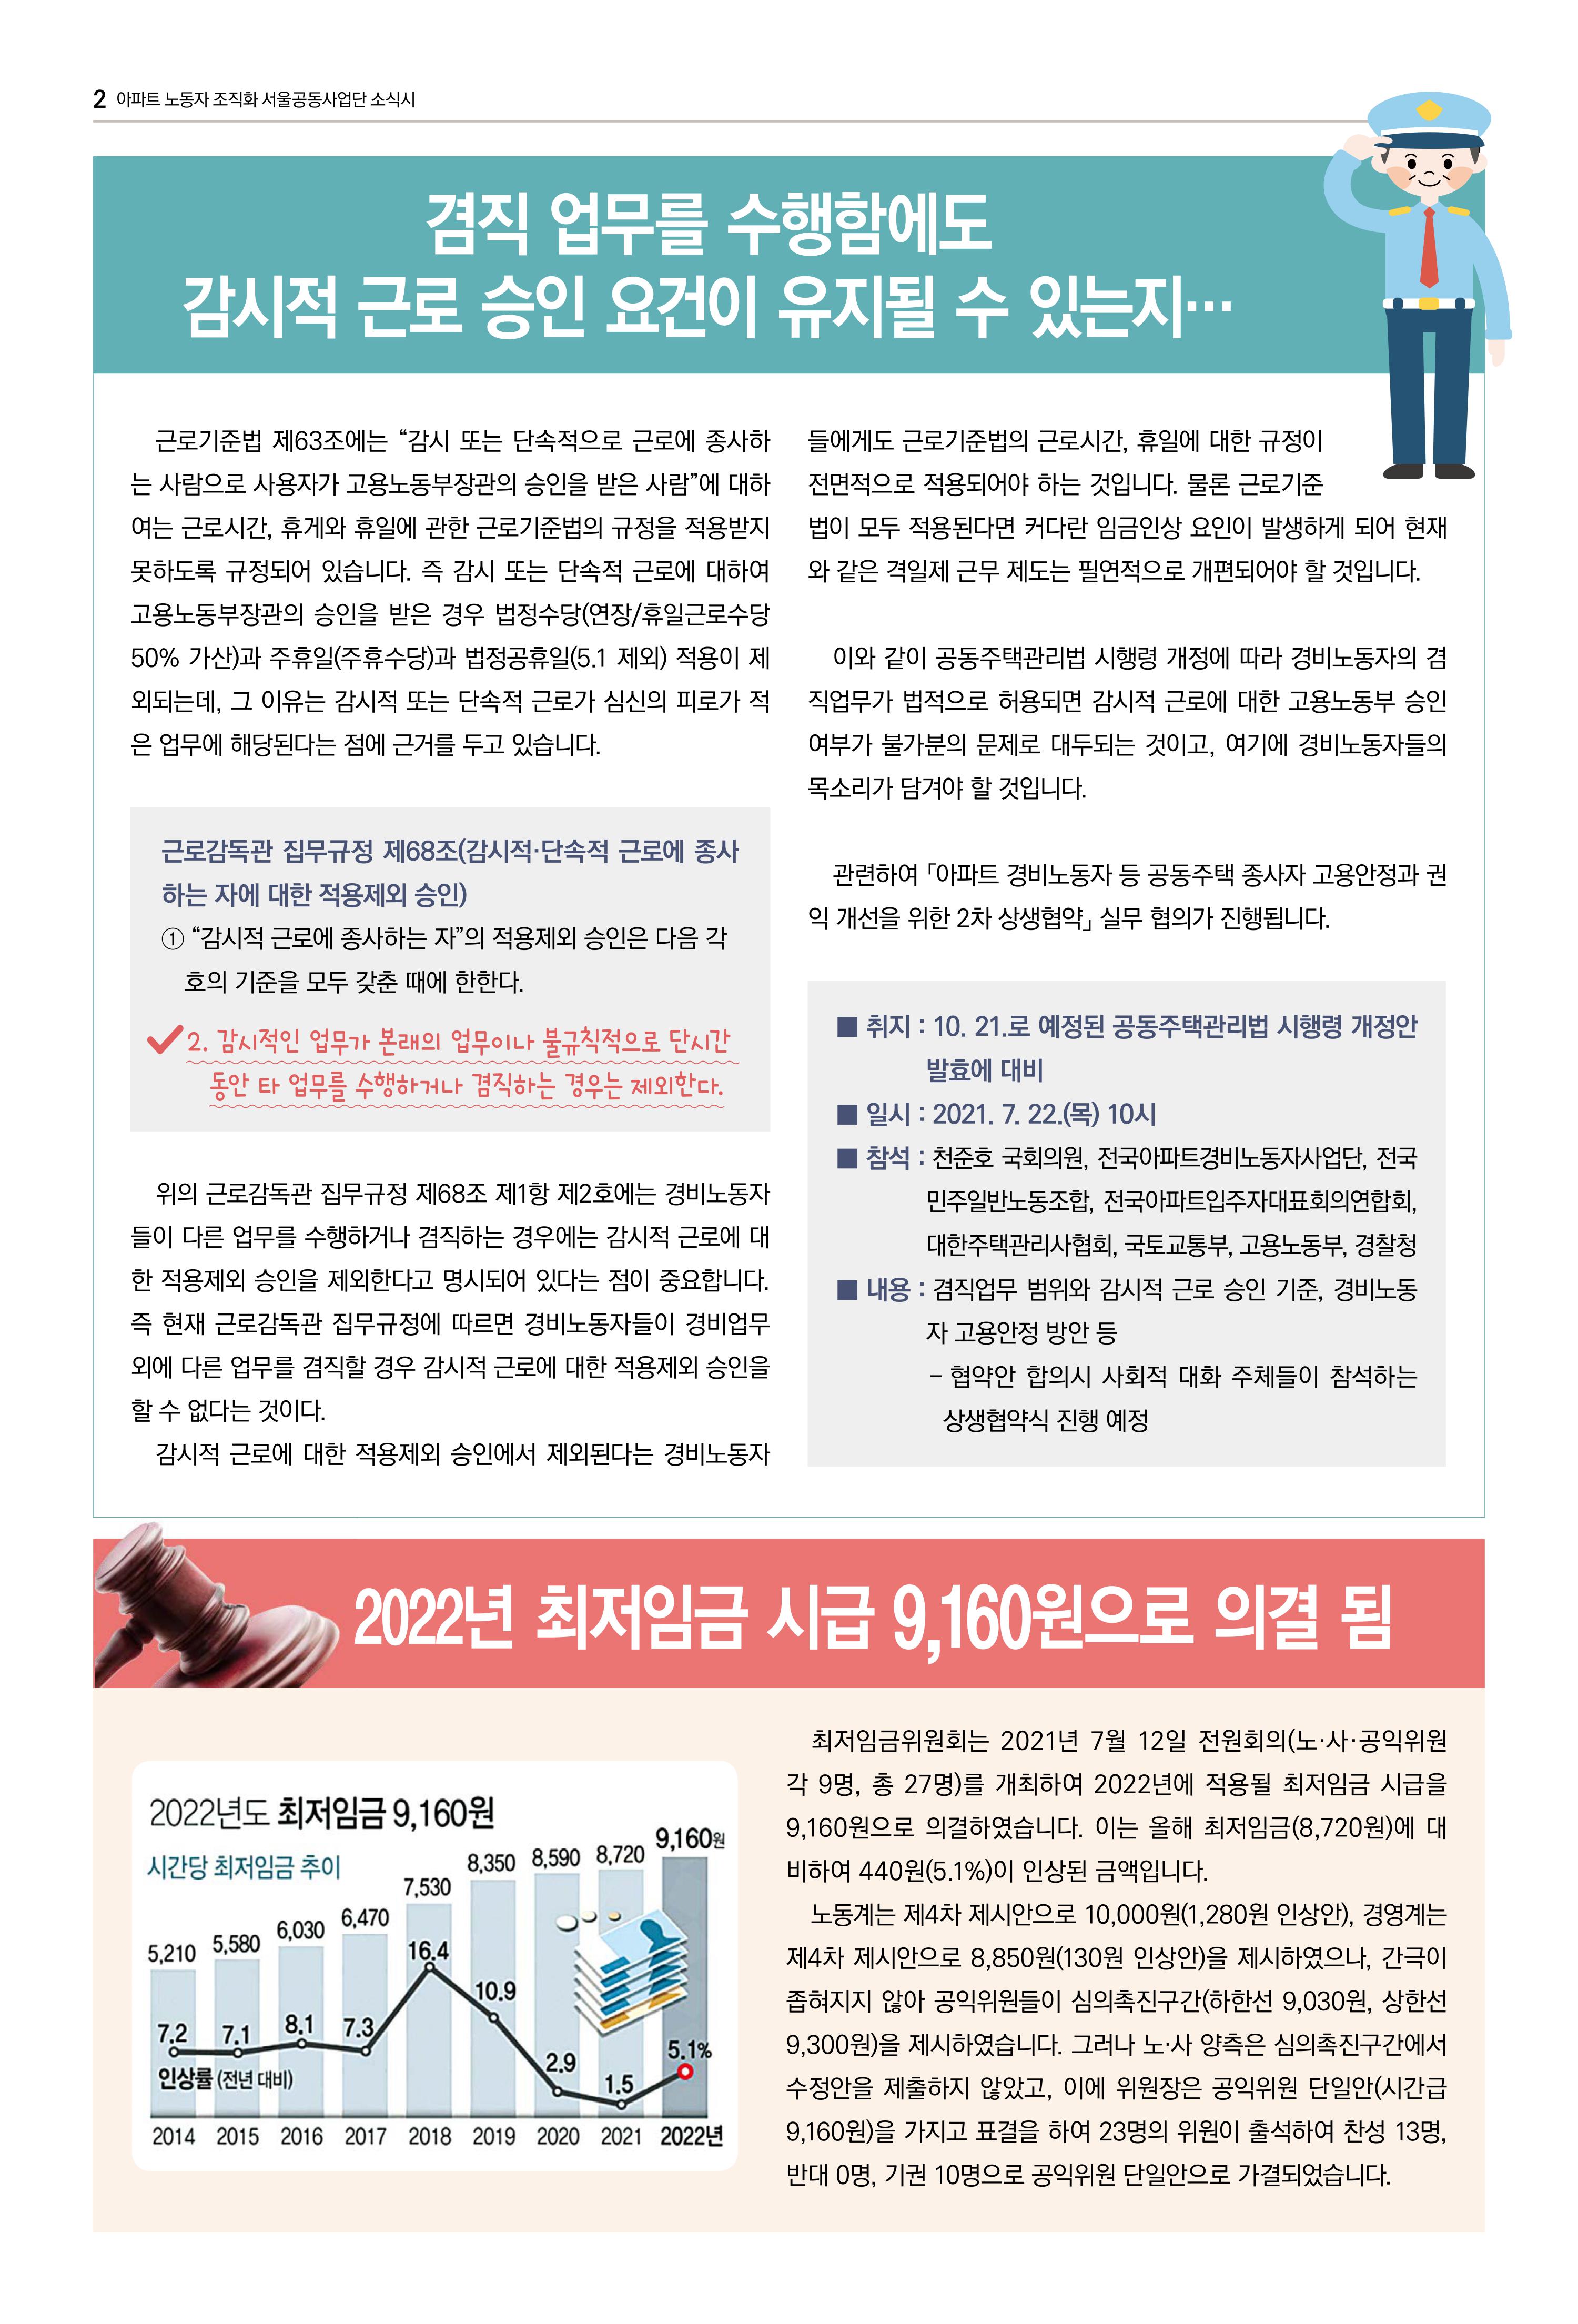 2 아파트 노동자 조직화 서울공동사업단 소식시
겸직 업무를 수행함에도
감시적 근로 승인 요건이 유지될 수 있는지…
근로기준법 제63조에는 “감시 또는 단속적으로 근로에 종사하
는 사람으로 사용자가 고용노동부장관의 승인을 받은 사람”에 대하
여는 근로시간, 휴게와 휴일에 관한 근로기준법의 규정을 적용받지
못하도록 규정되어 있습니다. 즉 감시 또는 단속적 근로에 대하여
고용노동부장관의 승인을 받은 경우 법정수당(연장/휴일근로수당
50% 가산)과 주휴일(주휴수당)과 법정공휴일(5.1 제외) 적용이 제
외되는데, 그 이유는 감시적 또는 단속적 근로가 심신의 피로가 적
은 업무에 해당된다는 점에 근거를 두고 있습니다.
근로감독관 집무규정 제68조(감시적·단속적 근로에 종사
하는 자에 대한 적용제외 승인)
① “감시적 근로에 종사하는 자”의 적용제외 승인은 다음 각
호의 기준을 모두 갖춘 때에 한한다.
2. 감시적인 업무가 본래의 업무이나 불규칙적으로 단시간
동안 타 업무를 수행하거나 겸직하는 경우는 제외한다.
위의 근로감독관 집무규정 제68조 제1항 제2호에는 경비노동자
들이 다른 업무를 수행하거나 겸직하는 경우에는 감시적 근로에 대
한 적용제외 승인을 제외한다고 명시되어 있다는 점이 중요합니다.
즉 현재 근로감독관 집무규정에 따르면 경비노동자들이 경비업무
외에 다른 업무를 겸직할 경우 감시적 근로에 대한 적용제외 승인을
할 수 없다는 것이다.
감시적 근로에 대한 적용제외 승인에서 제외된다는 경비노동자
들에게도 근로기준법의 근로시간, 휴일에 대한 규정이
전면적으로 적용되어야 하는 것입니다. 물론 근로기준
법이 모두 적용된다면 커다란 임금인상 요인이 발생하게 되어 현재
와 같은 격일제 근무 제도는 필연적으로 개편되어야 할 것입니다.
이와 같이 공동주택관리법 시행령 개정에 따라 경비노동자의 겸
직업무가 법적으로 허용되면 감시적 근로에 대한 고용노동부 승인
여부가 불가분의 문제로 대두되는 것이고, 여기에 경비노동자들의
목소리가 담겨야 할 것입니다.
관련하여 「아파트 경비노동자 등 공동주택 종사자 고용안정과 권
익 개선을 위한 2차 상생협약」 실무 협의가 진행됩니다.
■ 취지 : 10. 21.로 예정된 공동주택관리법 시행령 개정안
발효에 대비
■ 일시 : 2021. 7. 22.(목) 10시
■ 참석 : 천준호 국회의원, 전국아파트경비노동자사업단, 전국
민주일반노동조합, 전국아파트입주자대표회의연합회,
대한주택관리사협회, 국토교통부, 고용노동부, 경찰청
■ 내용 : 겸직업무 범위와 감시적 근로 승인 기준, 경비노동
자 고용안정 방안 등
– 협약안 합의시 사회적 대화 주체들이 참석하는
상생협약식 진행 예정
2022년 최저임금 시급 9,160원으로 의결 됨
2022년도 최저임금 9,160원
시간당 최저임금 추이
5,210 5,580 6,030 6,470 7,530 8,350 8,590 8,720 9,160원
7.2 7.1 8.1 7.3 16.4 10.9 2.9 1.5 5.1%
인상률 (전년 대비)
2014 2015 2016 2017 2018 2019 2020 2021 2022년
최저임금위원회는 2021년 7월 12일 전원회의(노·사·공익위원
각 9명, 총 27명)를 개최하여 2022년에 적용될 최저임금 시급을
9,160원으로 의결하였습니다. 이는 올해 최저임금(8,720원)에 대
비하여 440원(5.1%)이 인상된 금액입니다.
노동계는 제4차 제시안으로 10,000원(1,280원 인상안), 경영계는
제4차 제시안으로 8,850원(130원 인상안)을 제시하였으나, 간극이
좁혀지지 않아 공익위원들이 심의촉진구간(하한선 9,030원, 상한선
9,300원)을 제시하였습니다. 그러나 노·사 양측은 심의촉진구간에서
수정안을 제출하지 않았고, 이에 위원장은 공익위원 단일안(시간급
9,160원)을 가지고 표결을 하여 23명의 위원이 출석하여 찬성 13명,
반대 0명, 기권 10명으로 공익위원 단일안으로 가결되었습니다.